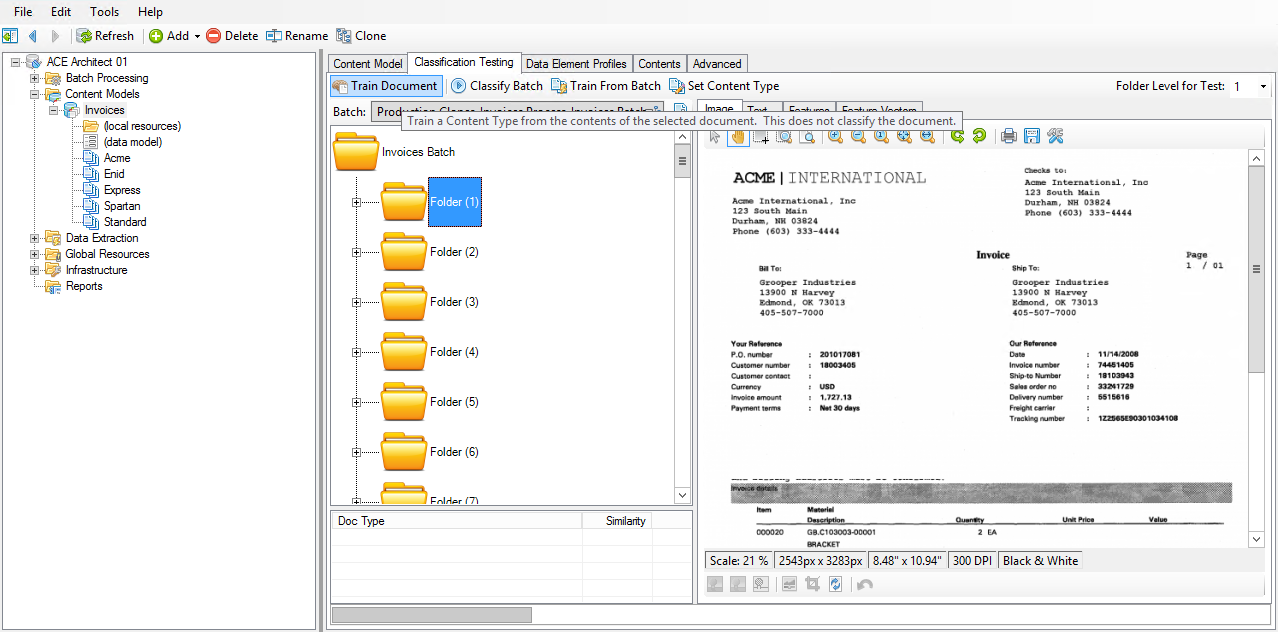 File Edit Tools Help
Refresh Add Delete Rename Clone
ACE Architect 01
Batch Processing
Content Models
Invoices
(local resources)
(data model)
Acme
Enid
Express
Spartan
Standard
Data Extraction
Global Resources
Infrastructure
Reports
Content Model Classification Testing Data Element Profiles Contents Advanced
Train Document Classify Batch Train From Batch Set Content Type Folder Level for Test: 1
Batch: Production Clones Invoices Process Invoices Batch
Train a Content Type from the contents of the selected document. This does not classify the document.
Invoices Batch
Folder (1)
Folder (2)
Folder (3)
Folder (4)
Folder (5)
Folder (6)
Folder (7)
Doc Type Similarity
Image Text Features Feature Vectors
ACME | INTERNATIONAL
Acme International, Inc
123 South Main
Durham, NH 03824
Phone (603) 333-4444
Checks to:
Acme International, Inc
123 South Main
Durham, NH 03824
Phone (603) 333-4444
Invoice
Page
1 / 01
Bill To:
Grooper Industries
13900 N Harvey
Edmond, OK 73013
405-507-7000
Ship To:
Grooper Industries
13900 N Harvey
Edmond, OK 73013
405-507-7000
Your Reference
P.O. number : 201017081
Customer number : 18003405
Customer contact :
Currency : USD
Invoice amount : 1,727.13
Payment terms : Net 30 days
Our Reference
Date : 11/14/2008
Invoice number : 74451405
Ship-to Number : 18103943
Sales order no : 33241729
Delivery number : 5515616
Freight carrier :
Tracking number : 1Z2565E90301034108
Invoice details
Item Material
Description Quantity Unit Price Value
000020 GB.C103003-00001 2 EA
BRACKET
Scale: 21 % 2543px x 3283px 8.48" x 10.94" 300 DPI Black & White